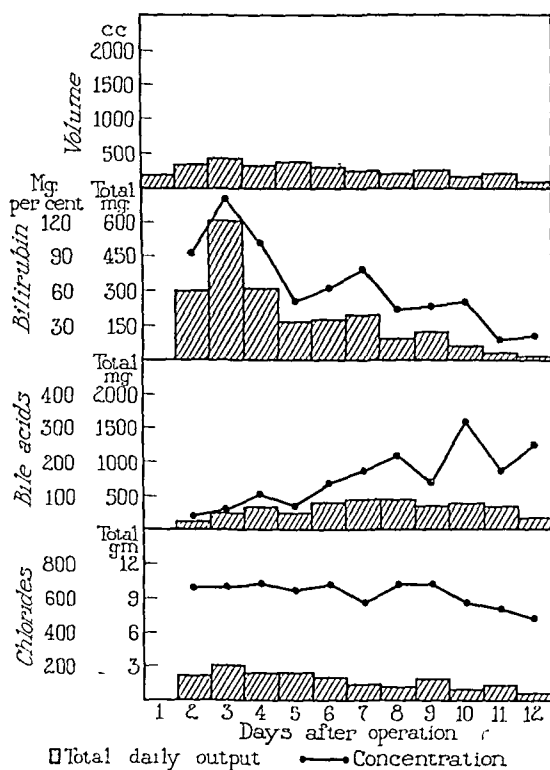 cc
2000
1500
1000
500
Volume
Mg. per cent
Total mg.
120 600
90 450
60 300
30 150
Bilirubin
Total mg
400 2000
300 1500
200 1000
100 500
Bile acids
Total gm
800 12
600 9
400 6
200 3
Chlorides
1 2 3 4 5 6 7 8 9 10 11 12
Days after operation
Total daily output
Concentration